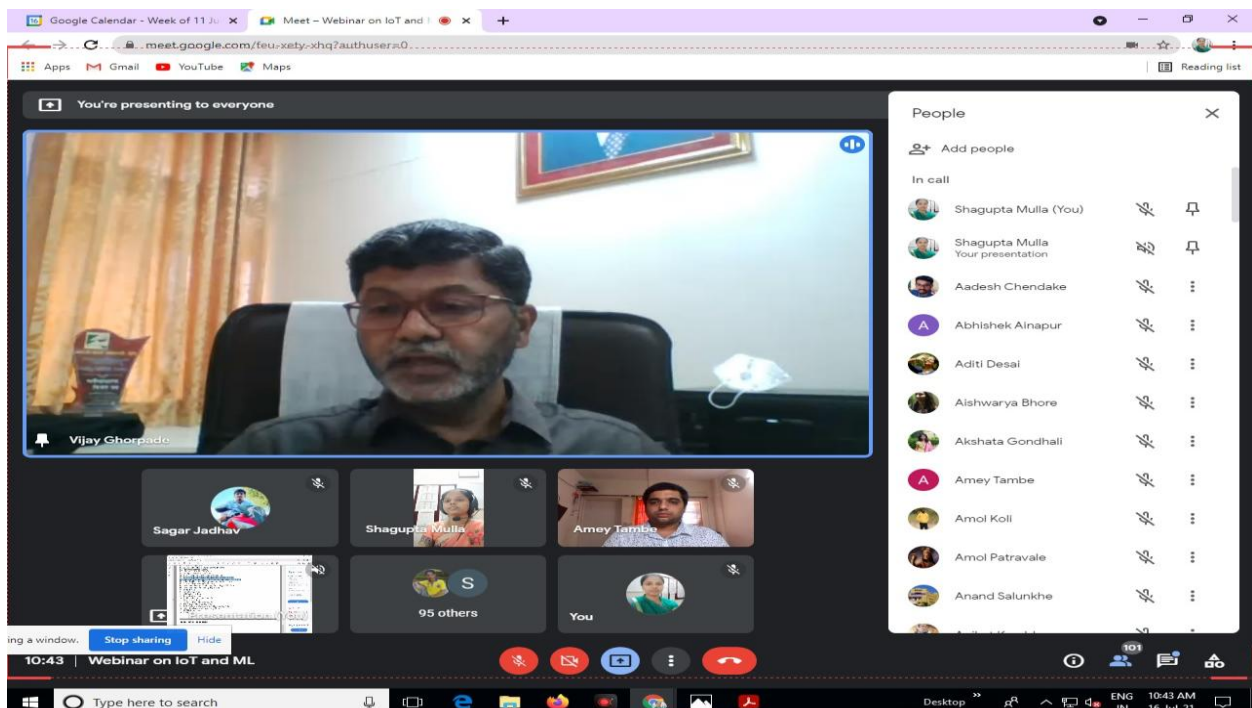 Google Calendar - Week of 11 Ju
Meet – Webinar on IoT and
meet.google.com/feu-xety-xhq?authuser=0
Apps
Gmail
YouTube
Maps
Reading list
You're presenting to everyone
Vijay Ghorpade
Sagar Jadhav
Shagupta Mulla
Amey Tambe
S
95 others
You
People
Add people
In call
Shagupta Mulla (You)
Shagupta Mulla
Your presentation
Aadesh Chendake
A
Abhishek Ainapur
Aditi Desai
Aishwarya Bhore
Akshata Gondhali
A
Amey Tambe
Amol Koli
Amol Patravale
Anand Salunkhe
ing a window.
Stop sharing
Hide
10:43 | Webinar on IoT and ML
101
Type here to search
Desktop
ENG
IN
10:43 AM
16-Jul-21